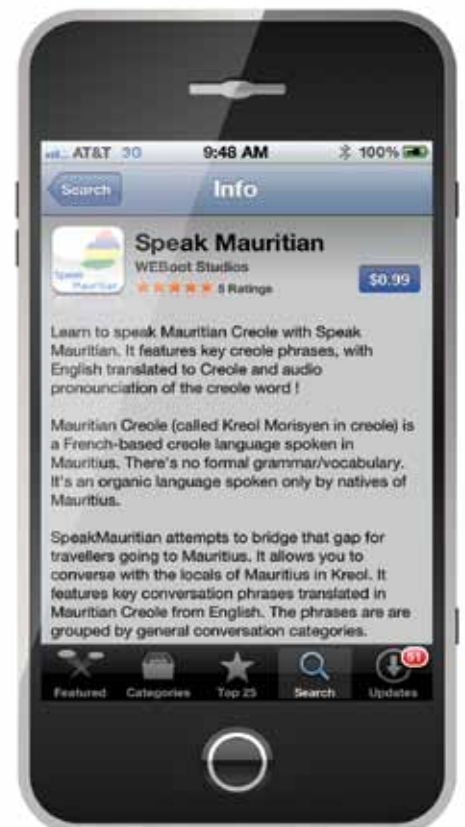 AT&T 3G 9:48 AM 100%
Search Info
Speak Mauritian
WEBoot Studios
5 Ratings
$0.99
Speak
Mauritian
Learn to speak Mauritian Creole with Speak
Mauritian. It features key creole phrases, with
English translated to Creole and audio
pronounciation of the creole word !
Mauritian Creole (called Kreol Morisyen in creole) is
a French-based creole language spoken in
Mauritius. There's no formal grammar/vocabulary.
It's an organic language spoken only by natives of
Mauritius.
SpeakMauritian attempts to bridge that gap for
travellers going to Mauritius. It allows you to
converse with the locals of Mauritius in Kreol. It
features key conversation phrases translated in
Mauritian Creole from English. The phrases are are
grouped by general conversation categories.
Featured Categories Top 25 Search Updates
51